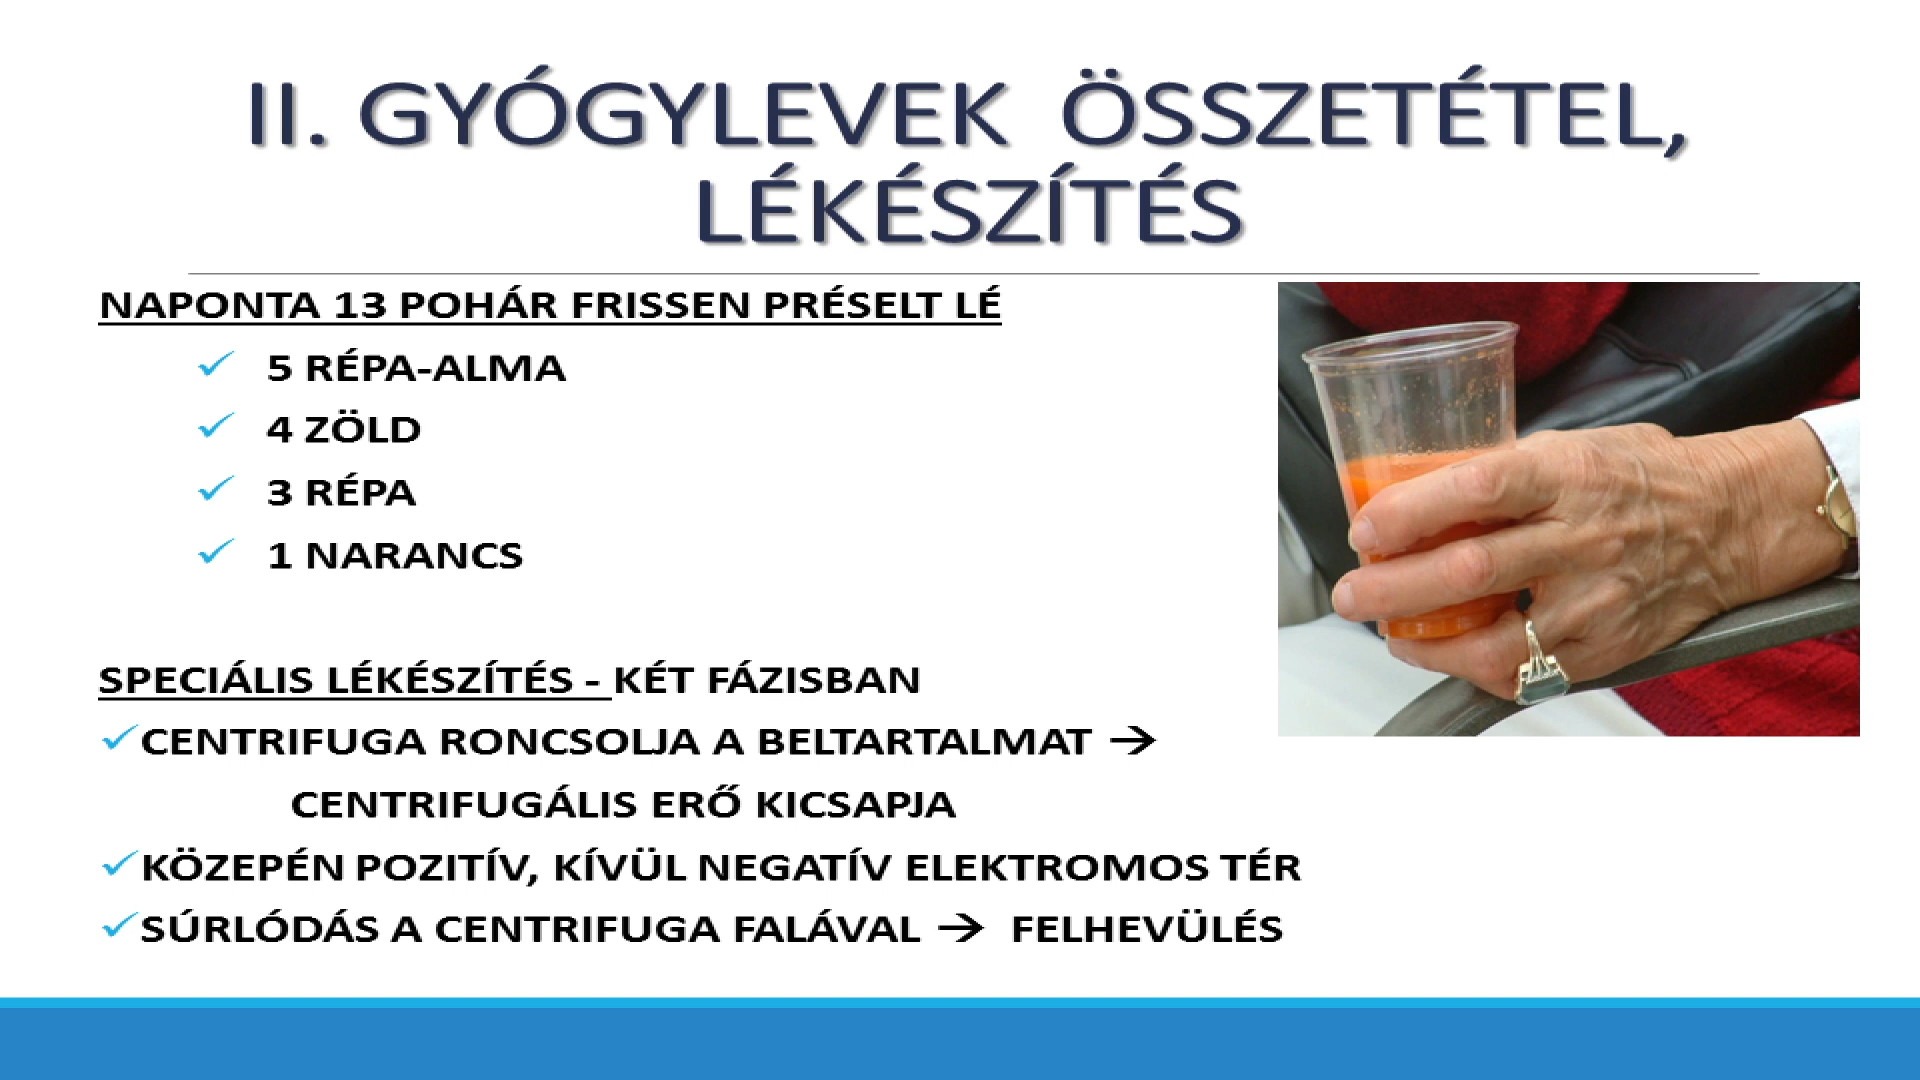 II. GYÓGYLEVEK ÖSSZETÉTEL,
LÉKÉSZÍTÉS
NAPONTA 13 POHÁR FRISSEN PRÉSELT LÉ
✓ 5 RÉPA-ALMA
✓ 4 ZÖLD
✓ 3 RÉPA
✓ 1 NARANCS
SPECIÁLIS LÉKÉSZÍTÉS - KÉT FÁZISBAN
✓ CENTRIFUGA RONCSOLJA A BELTARTALMAT →
CENTRIFUGÁLIS ERŐ KICSAPJA
✓ KÖZEPÉN POZITÍV, KÍVÜL NEGATÍV ELEKTROMOS TÉR
✓ SÚRLÓDÁS A CENTRIFUGA FALÁVAL → FELHEVÜLÉS